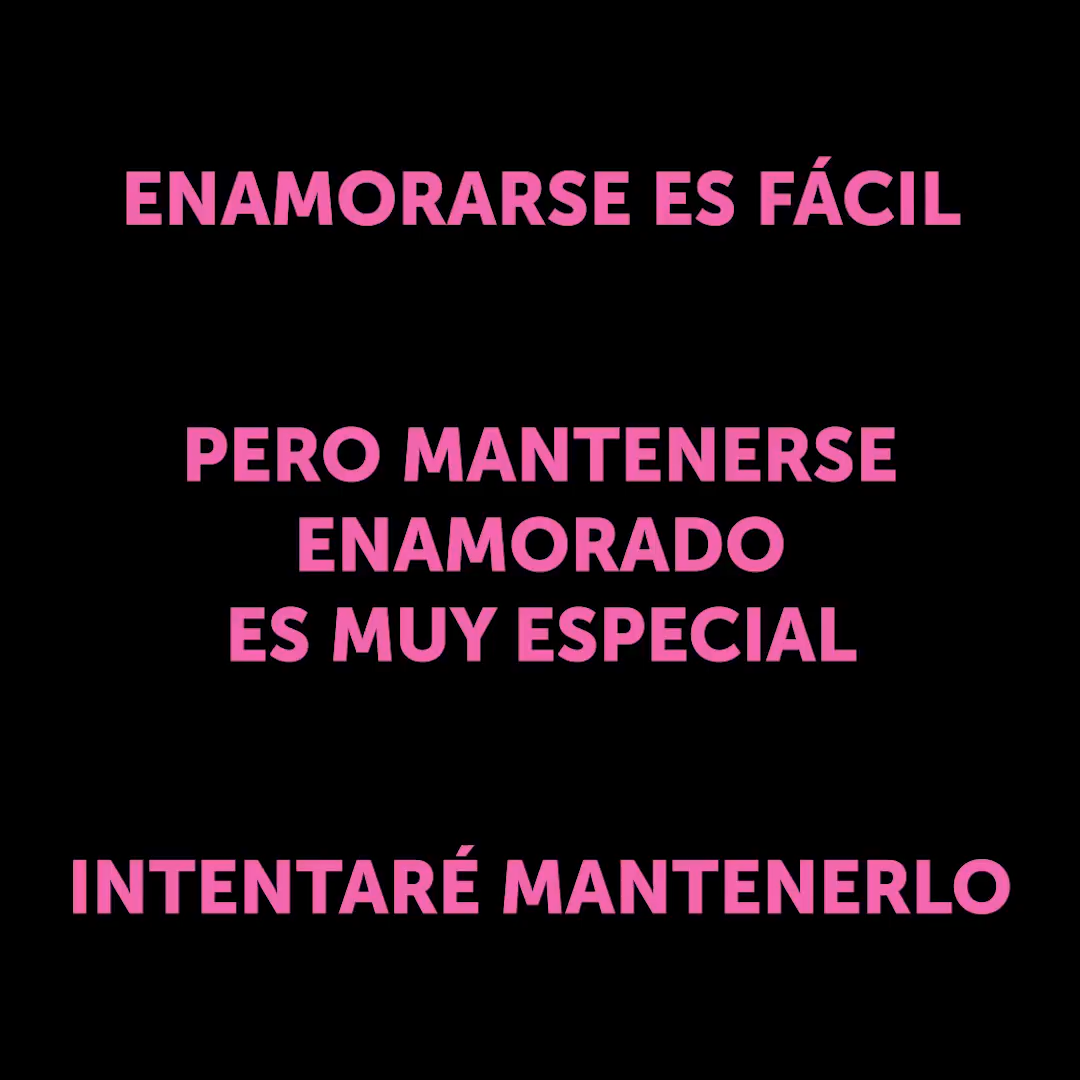 ENAMORARSE ES FÁCIL
PERO MANTENERSE
ENAMORADO
ES MUY ESPECIAL
INTENTARÉ MANTENERLO